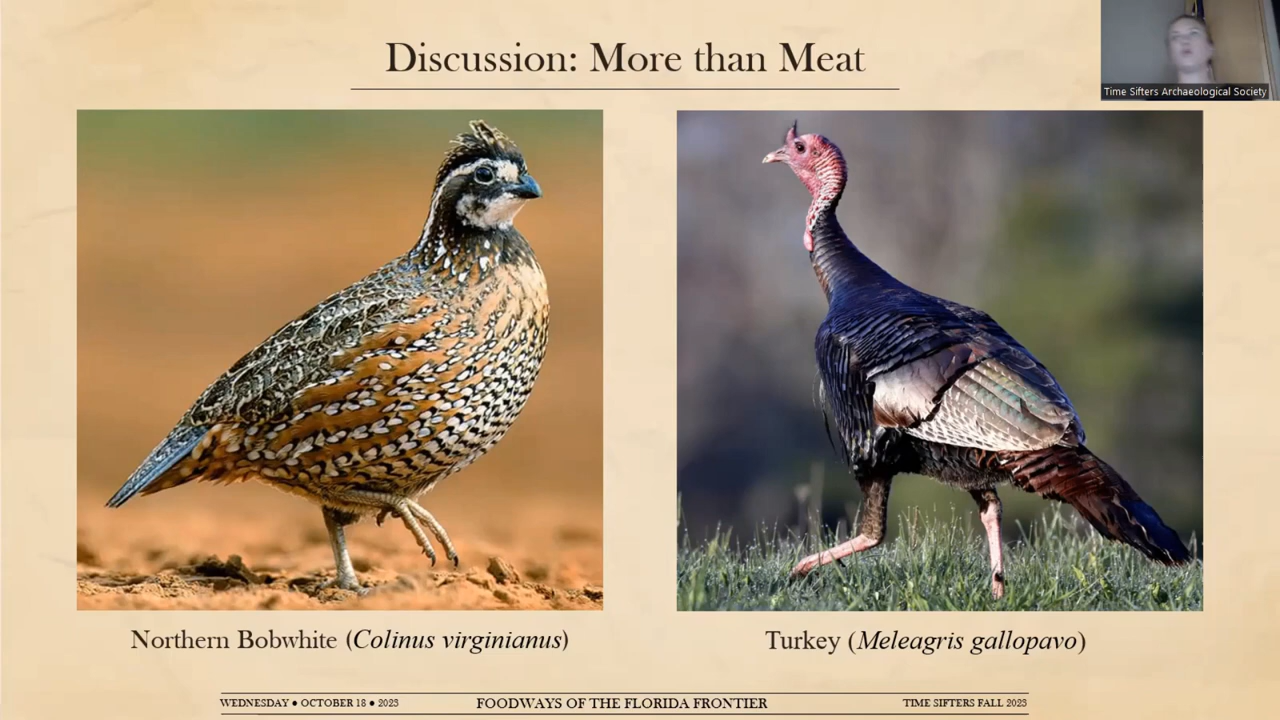 Discussion: More than Meat
Time Sifters Archaeological Society
Northern Bobwhite (Colinus virginianus)
Turkey (Meleagris gallopavo)
WEDNESDAY • OCTOBER 18 • 2023
FOODWAYS OF THE FLORIDA FRONTIER
TIME SIFTERS FALL 2023